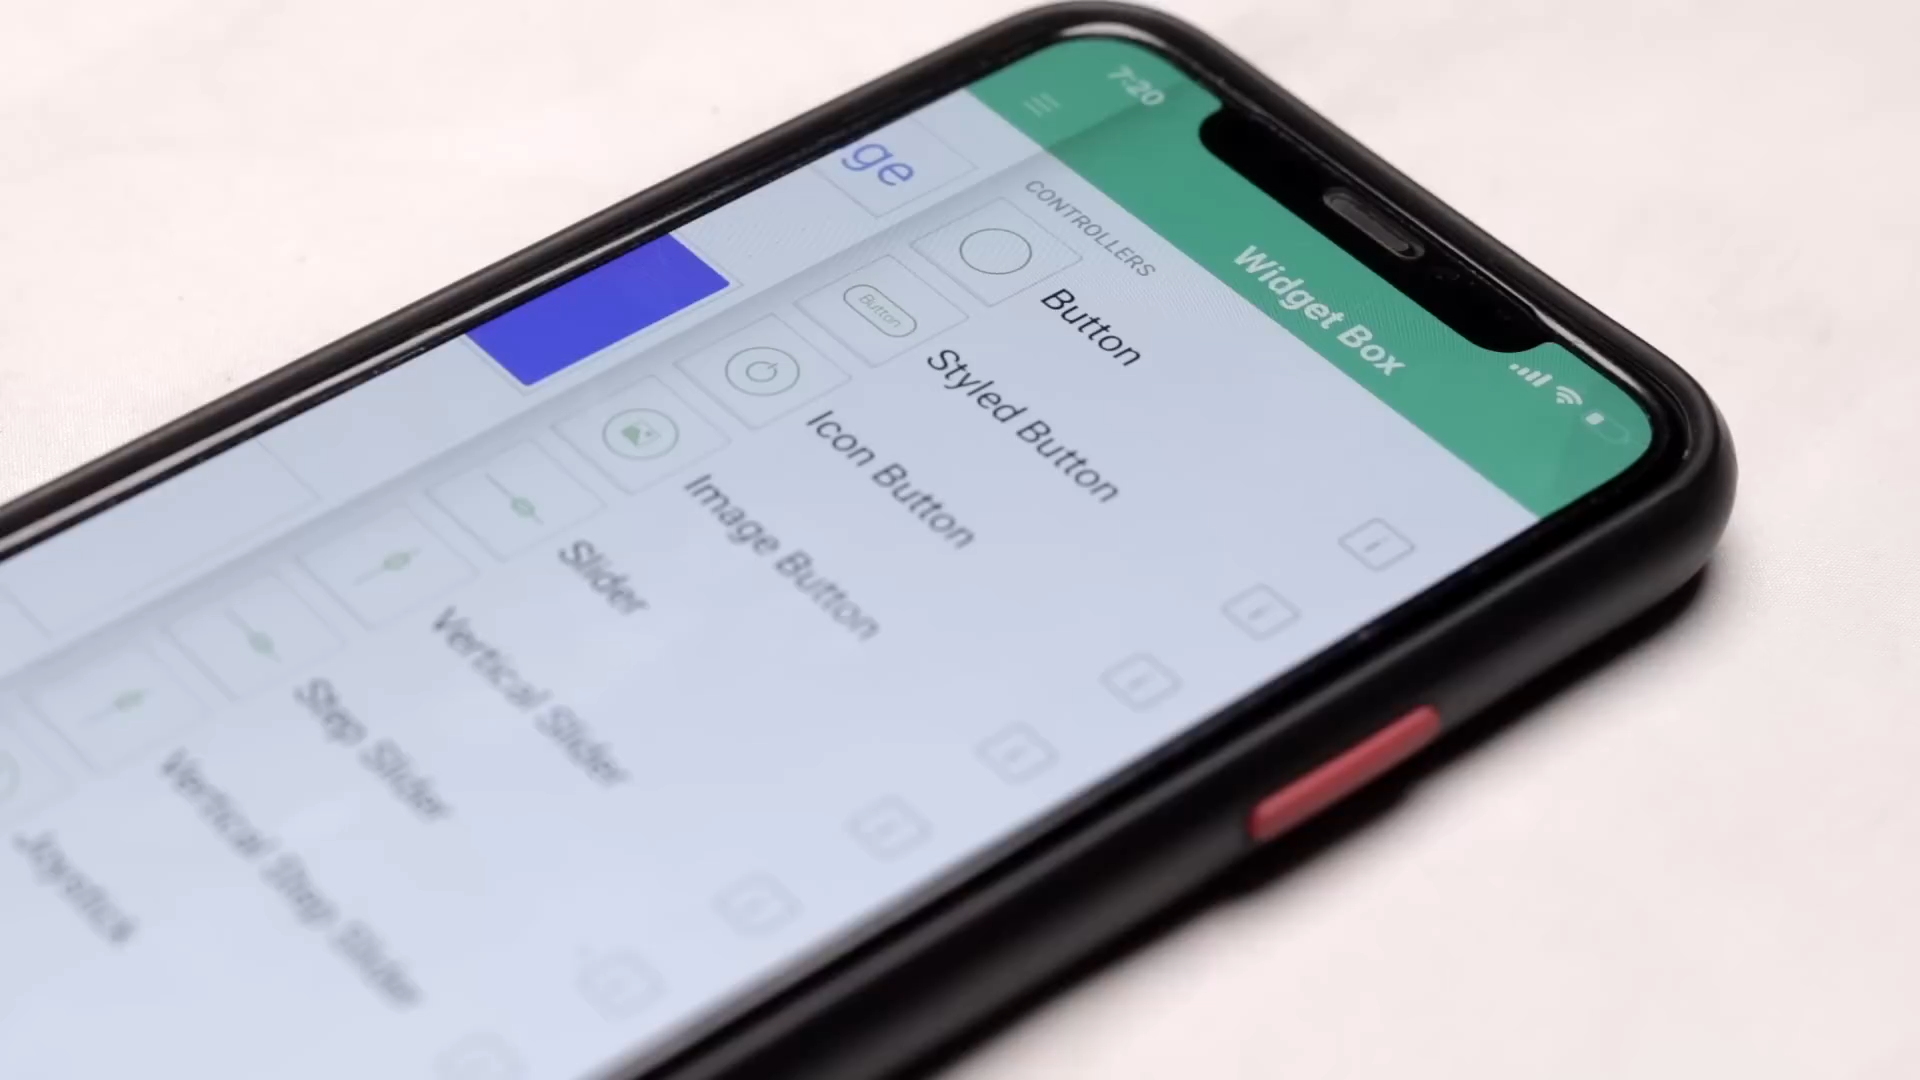 7:20
Widget Box
ge
CONTROLLERS
Button
Button
Styled Button
Icon Button
Image Button
Slider
Vertical Slider
Step Slider
Vertical Step Slider
Joystick